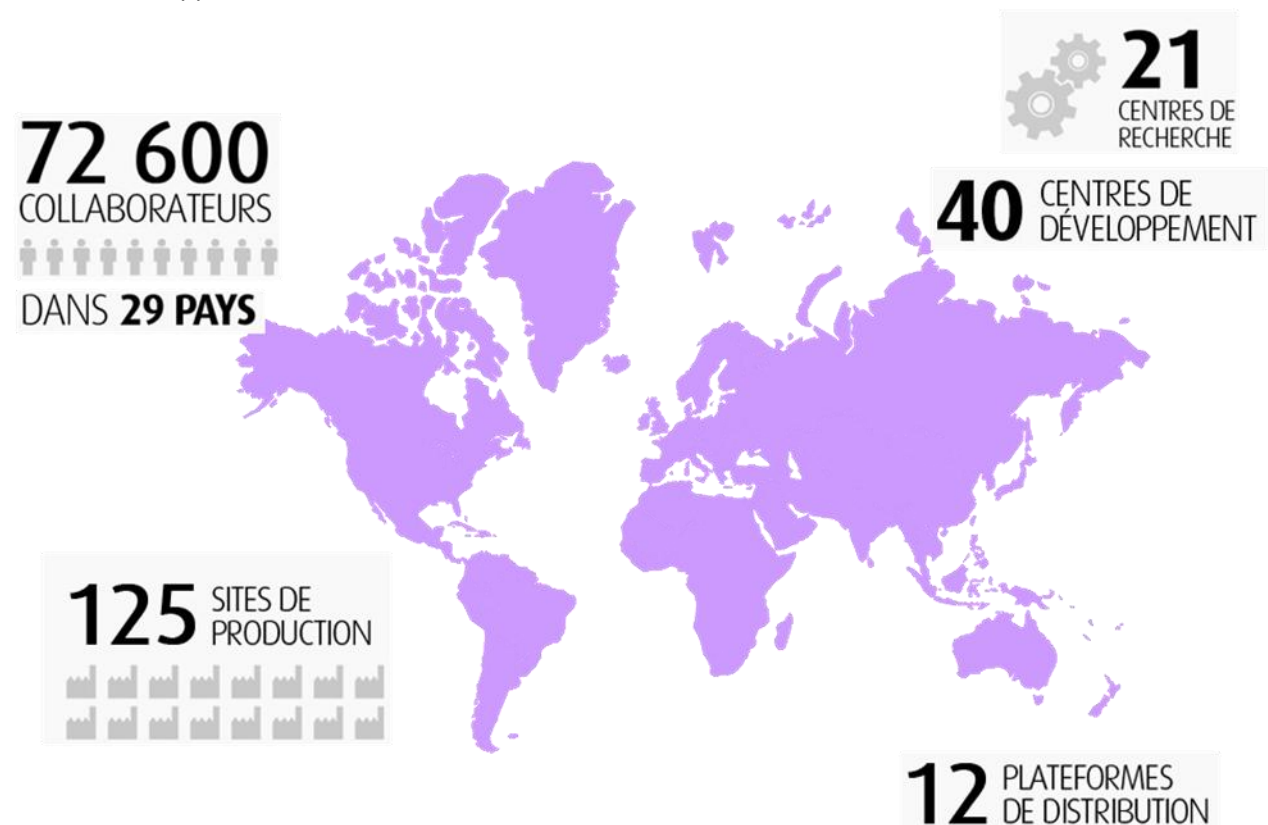 72 600
COLLABORATEURS
DANS 29 PAYS
21
CENTRES DE
RECHERCHE
40 CENTRES DE
DÉVELOPPEMENT
125 SITES DE
PRODUCTION
12 PLATEFORMES
DE DISTRIBUTION